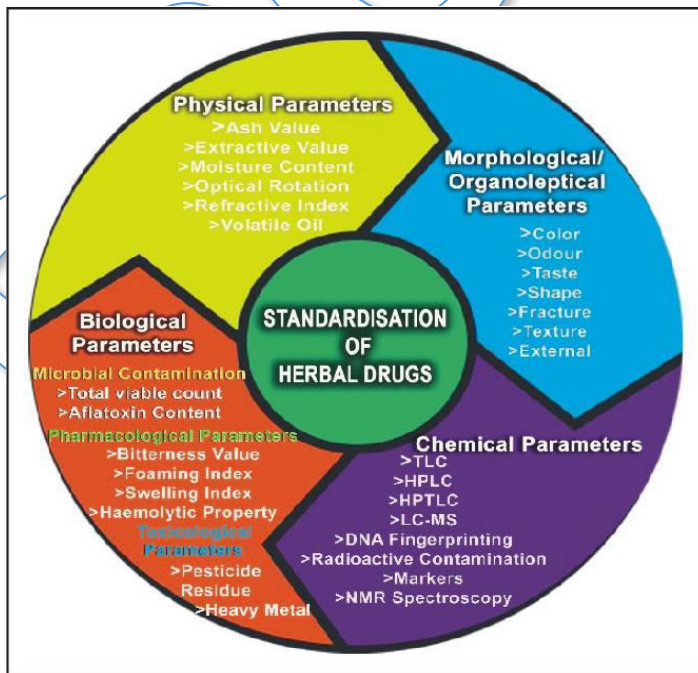 Physical Parameters
>Ash Value
>Extractive Value
>Moisture Content
>Optical Rotation
>Refractive Index
>Volatile Oil
Morphological/
Organoleptical
Parameters
>Color
>Odour
>Taste
>Shape
>Fracture
>Texture
>External
STANDARDISATION
OF
HERBAL DRUGS
Biological
Parameters
Microbial Contamination
>Total viable count
>Aflatoxin Content
Pharmacological Parameters
>Bitterness Value
>Foaming Index
>Swelling Index
>Haemolytic Property
Toxicological
Parameters
>Pesticide
Residue
>Heavy Metal
Chemical Parameters
>TLC
>HPLC
>HPTLC
>LC-MS
>DNA Fingerprinting
>Radioactive Contamination
>Markers
>NMR Spectroscopy